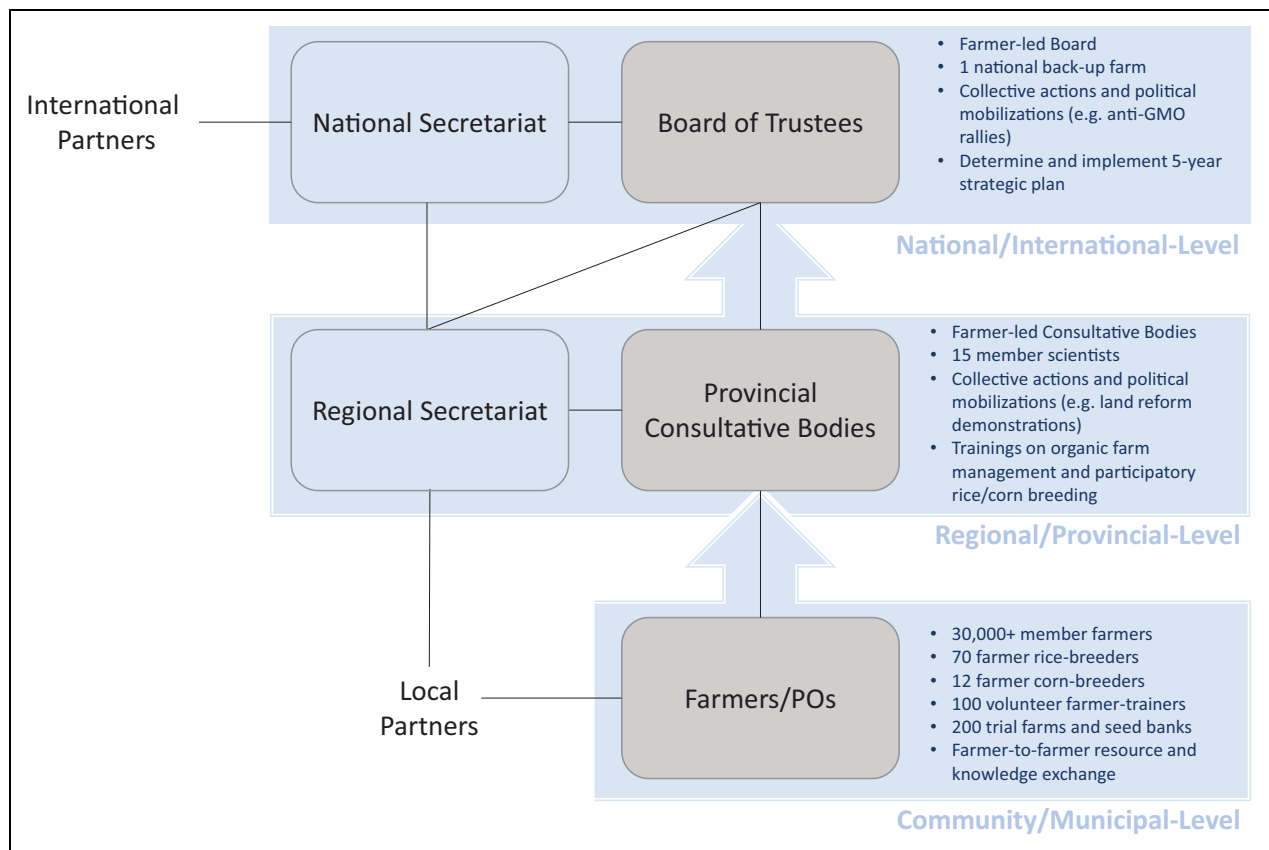 International
Partners
National Secretariat
Board of Trustees
• Farmer-led Board
• 1 national back-up farm
• Collective actions and political
mobilizations (e.g. anti-GMO
rallies)
• Determine and implement 5-year
strategic plan
National/International-Level
Regional Secretariat
Provincial
Consultative Bodies
• Farmer-led Consultative Bodies
• 15 member scientists
• Collective actions and political
mobilizations (e.g. land reform
demonstrations)
• Trainings on organic farm
management and participatory
rice/corn breeding
Regional/Provincial-Level
Local
Partners
Farmers/POs
• 30,000+ member farmers
• 70 farmer rice-breeders
• 12 farmer corn-breeders
• 100 volunteer farmer-trainers
• 200 trial farms and seed banks
• Farmer-to-farmer resource and
knowledge exchange
Community/Municipal-Level